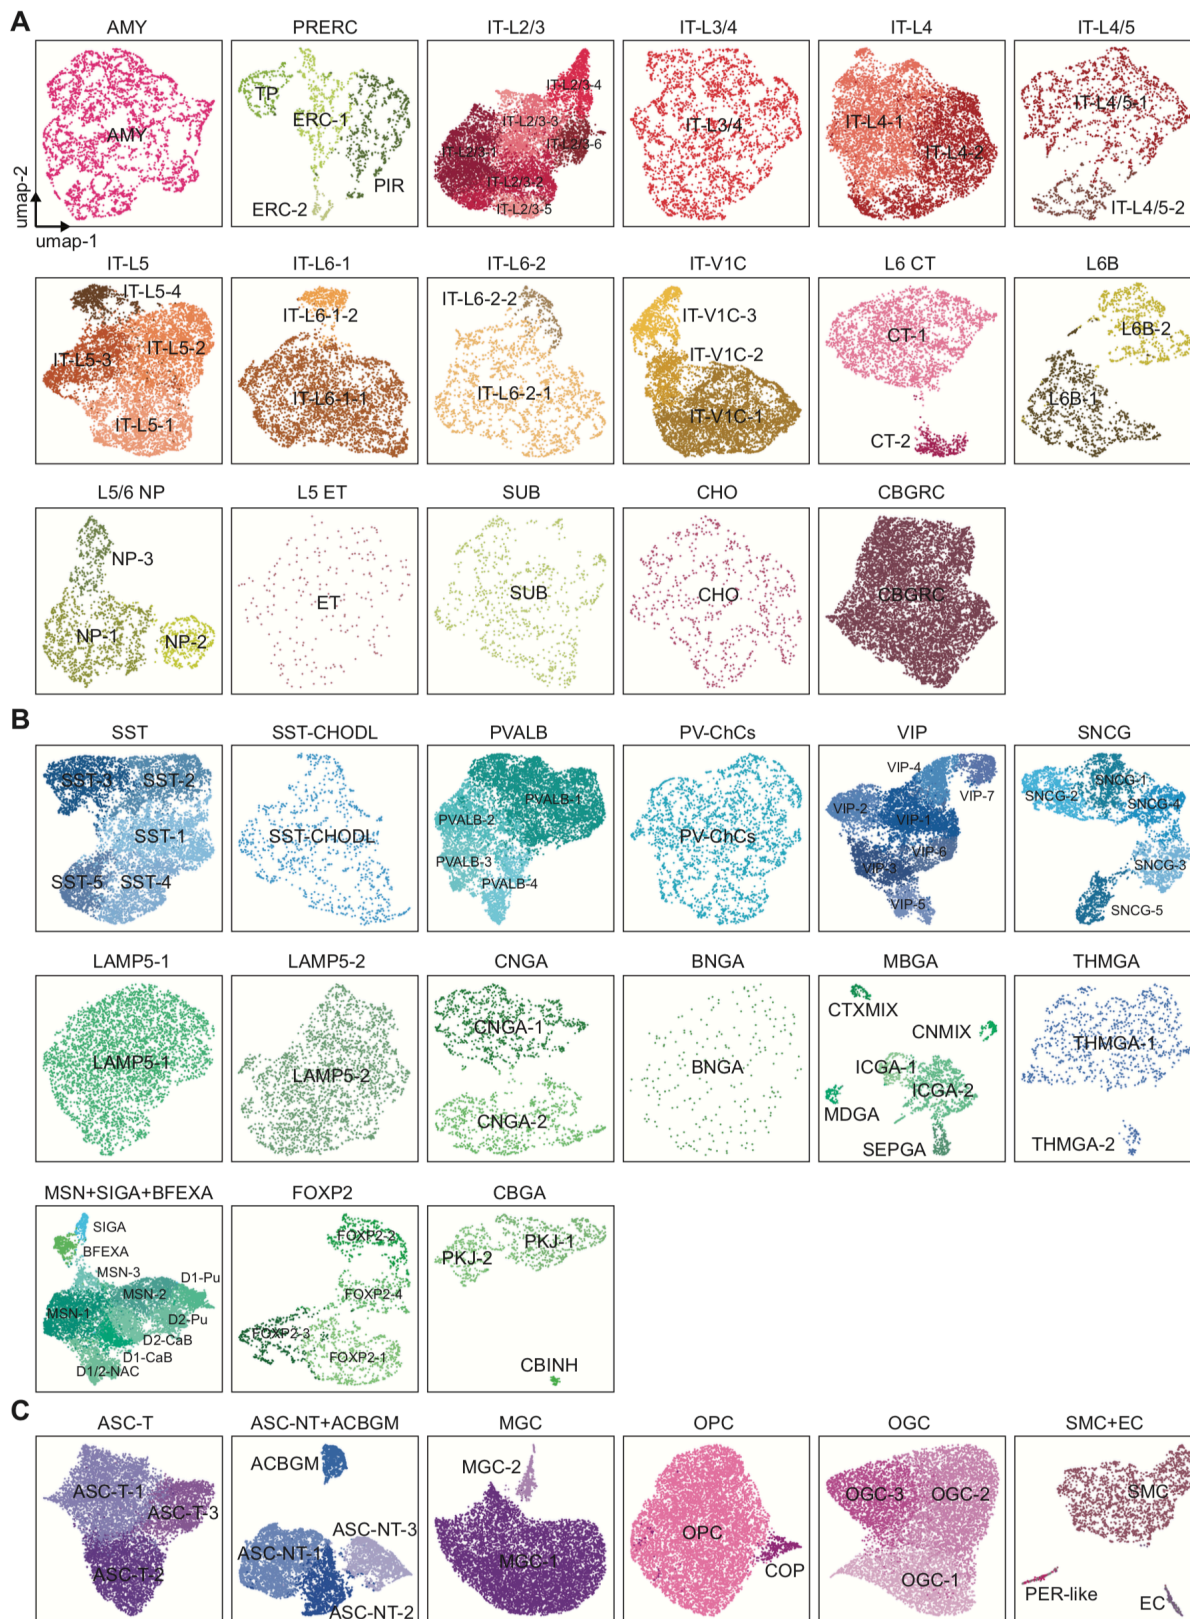 A
AMY PRERC IT-L2/3 IT-L3/4 IT-L4 IT-L4/5
AMY
TP
ERC-1
PIR
ERC-2
IT-L2/3-4
IT-L2/3-3
IT-L2/3-6
IT-L2/3-1
IT-L2/3-2
IT-L2/3-5
IT-L3/4
IT-L4-1
IT-L4-2
IT-L4/5-1
IT-L4/5-2
umap-2
umap-1
IT-L5 IT-L6-1 IT-L6-2 IT-V1C L6 CT L6B
IT-L5-4
IT-L5-3
IT-L5-2
IT-L5-1
IT-L6-1-2
IT-L6-1-1
IT-L6-2-2
IT-L6-2-1
IT-V1C-3
IT-V1C-2
IT-V1C-1
CT-1
CT-2
L6B-2
L6B-1
L5/6 NP L5 ET SUB CHO CBGRC
NP-3
NP-1
NP-2
ET
SUB
CHO
CBGRC
B
SST SST-CHODL PVALB PV-ChCs VIP SNCG
SST-3
SST-2
SST-1
SST-5
SST-4
SST-CHODL
PVALB-1
PVALB-2
PVALB-3
PVALB-4
PV-ChCs
VIP-4
VIP-7
VIP-2
VIP-1
VIP-6
VIP-3
VIP-5
SNCG-1
SNCG-2
SNCG-4
SNCG-3
SNCG-5
LAMP5-1 LAMP5-2 CNGA BNGA MBGA THMGA
LAMP5-1
LAMP5-2
CNGA-1
CNGA-2
BNGA
CTXMIX
CNMIX
ICGA-1
ICGA-2
MDGA
SEPGA
THMGA-1
THMGA-2
MSN+SIGA+BFEXA FOXP2 CBGA
SIGA
BFEXA
MSN-3
D1-Pu
MSN-2
MSN-1
D2-Pu
D2-CaB
D1-CaB
D1/2-NAC
FOXP2-2
FOXP2-4
FOXP2-3
FOXP2-1
PKJ-1
PKJ-2
CBINH
C
ASC-T ASC-NT+ACBGM MGC OPC OGC SMC+EC
ASC-T-1
ASC-T-3
ASC-T-2
ACBGM
ASC-NT-3
ASC-NT-1
ASC-NT-2
MGC-2
MGC-1
OPC
COP
OGC-3
OGC-2
OGC-1
SMC
PER-like
EC